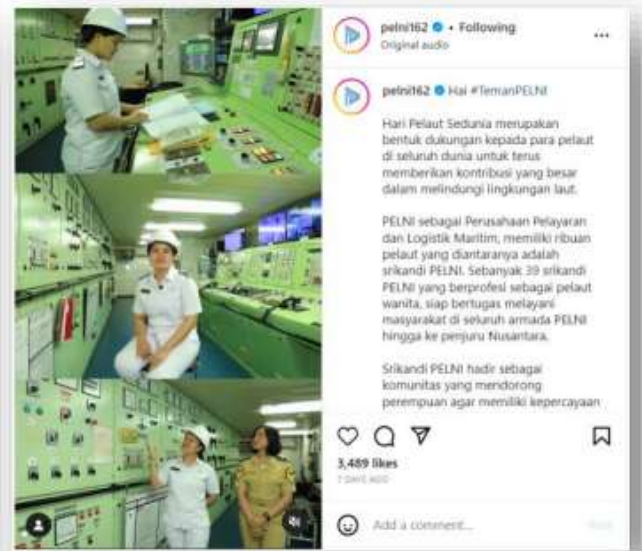 pelni162 • Following
Original audio
pelni162 Hai #TemanPELNI
Hari Pelaut Sedunia merupakan
bentuk dukungan kepada para pelaut
di seluruh dunia untuk terus
memberikan kontribusi yang besar
dalam melindungi lingkungan laut.
PELNI sebagai Perusahaan Pelayaran
dan Logistik Maritim, memiliki ribuan
pelaut yang diantaranya adalah
srikandi PELNI. Sebanyak 39 srikandi
PELNI yang berprofesi sebagai pelaut
wanita, siap bertugas melayani
masyarakat di seluruh armada PELNI
hingga ke penjuru Nusantara.
Srikandi PELNI hadir sebagai
komunitas yang mendorong
perempuan agar memiliki kepercayaan
3,489 likes
7 DAYS AGO
Add a comment...
Post